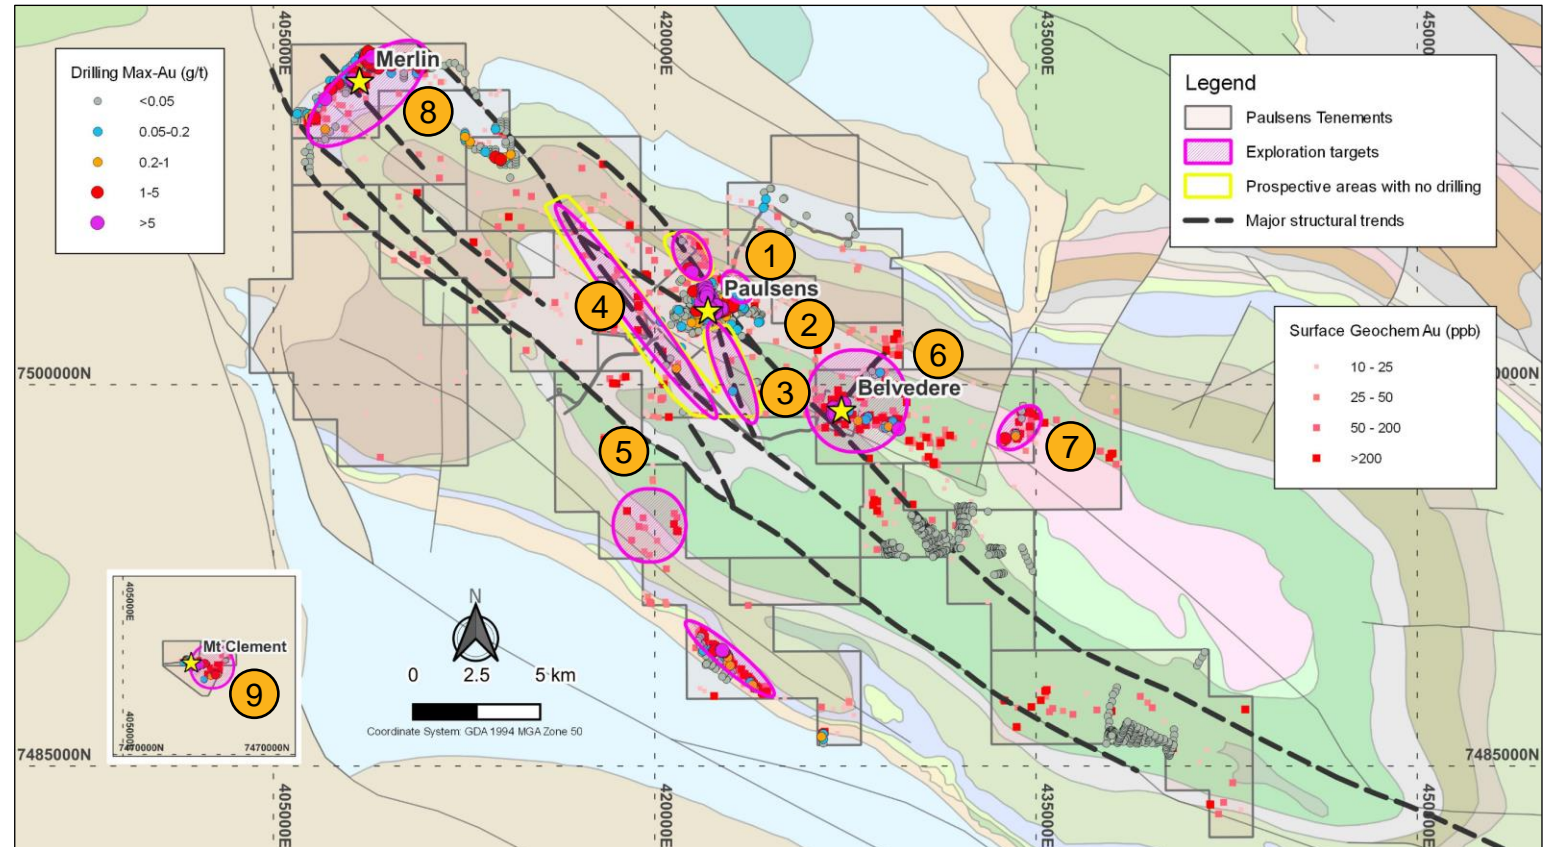 405000E
420000E
435000E
45000
Drilling Max-Au (g/t)
<0.05
0.05-0.2
0.2-1
1-5
>5
Merlin
8
Legend
Paulsens Tenements
Exploration targets
Prospective areas with no drilling
Major structural trends
1
Paulsens
4
2
6
Surface Geochem Au (ppb)
10 - 25
25 - 50
50 - 200
>200
7500000N
0000N
Belvedere
3
5
7
405000E
Mt Clement
9
405000E
7470000N
7470000N
N
0
2.5
5 km
Coordinate System: GDA 1994 MGA Zone 50
7485000N
7485000N
405000E
420000E
435000E
450000E